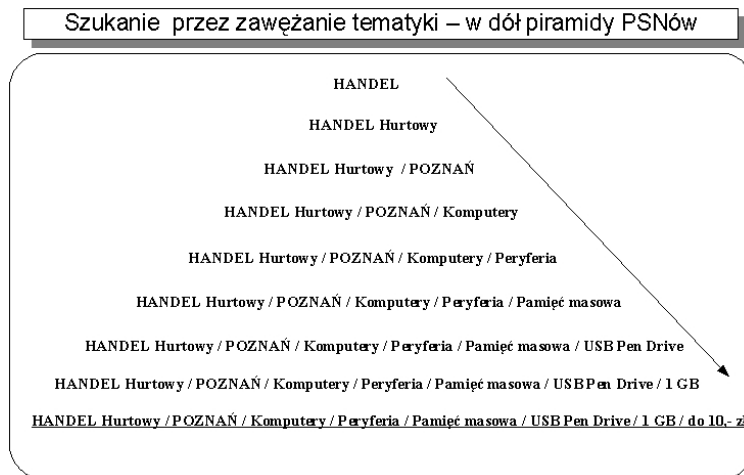 Szukanie przez zawężanie tematyki – w dół piramidy PSNów
HANDEL
HANDEL Hurtowy
HANDEL Hurtowy / POZNAŃ
HANDEL Hurtowy / POZNAŃ / Komputery
HANDEL Hurtowy / POZNAŃ / Komputery / Peryferia
HANDEL Hurtowy / POZNAŃ / Komputery / Peryferia / Pamięć masowa
HANDEL Hurtowy / POZNAŃ / Komputery / Peryferia / Pamięć masowa / USB Pen Drive
HANDEL Hurtowy / POZNAŃ / Komputery / Peryferia / Pamięć masowa / USB Pen Drive / 1 GB
HANDEL Hurtowy / POZNAŃ / Komputery / Peryferia / Pamięć masowa / USB Pen Drive / 1 GB / do 10,- zł